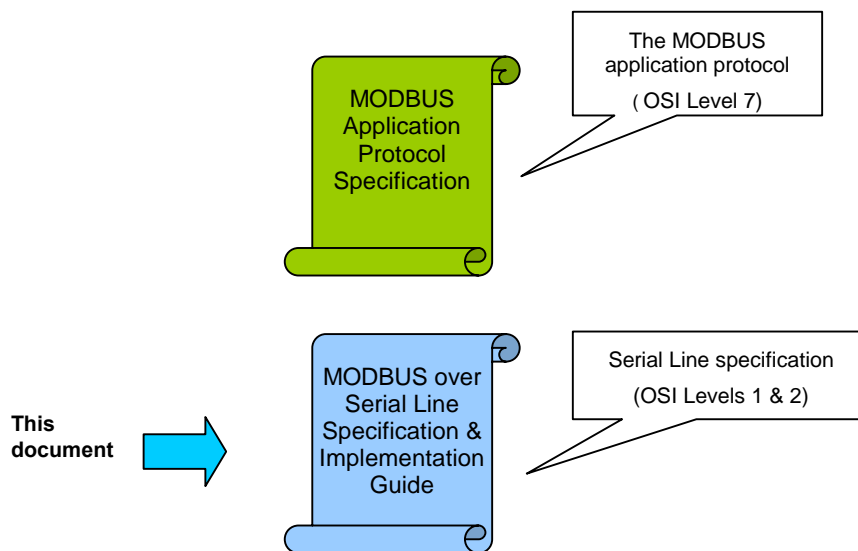 The MODBUS
application protocol
( OSI Level 7)
MODBUS
Application
Protocol
Specification
Serial Line specification
(OSI Levels 1 & 2)
MODBUS over
Serial Line
Specification &
Implementation
Guide
This
document